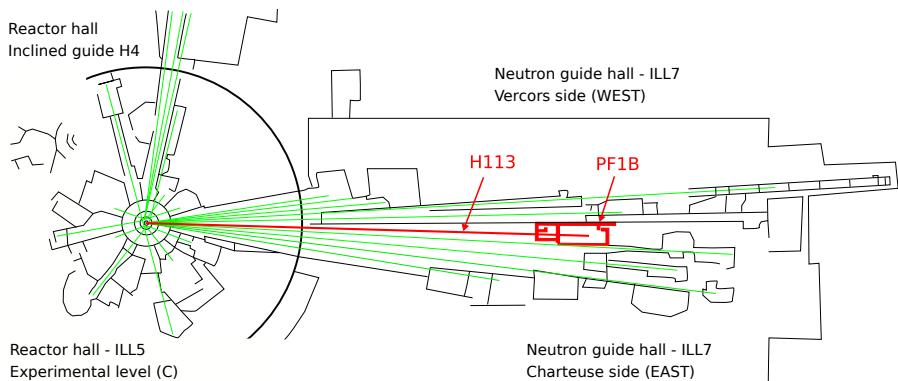 Reactor hall
Inclined guide H4
Neutron guide hall - ILL7
Vercors side (WEST)
H113
PF1B
Reactor hall - ILL5
Experimental level (C)
Neutron guide hall - ILL7
Charteuse side (EAST)